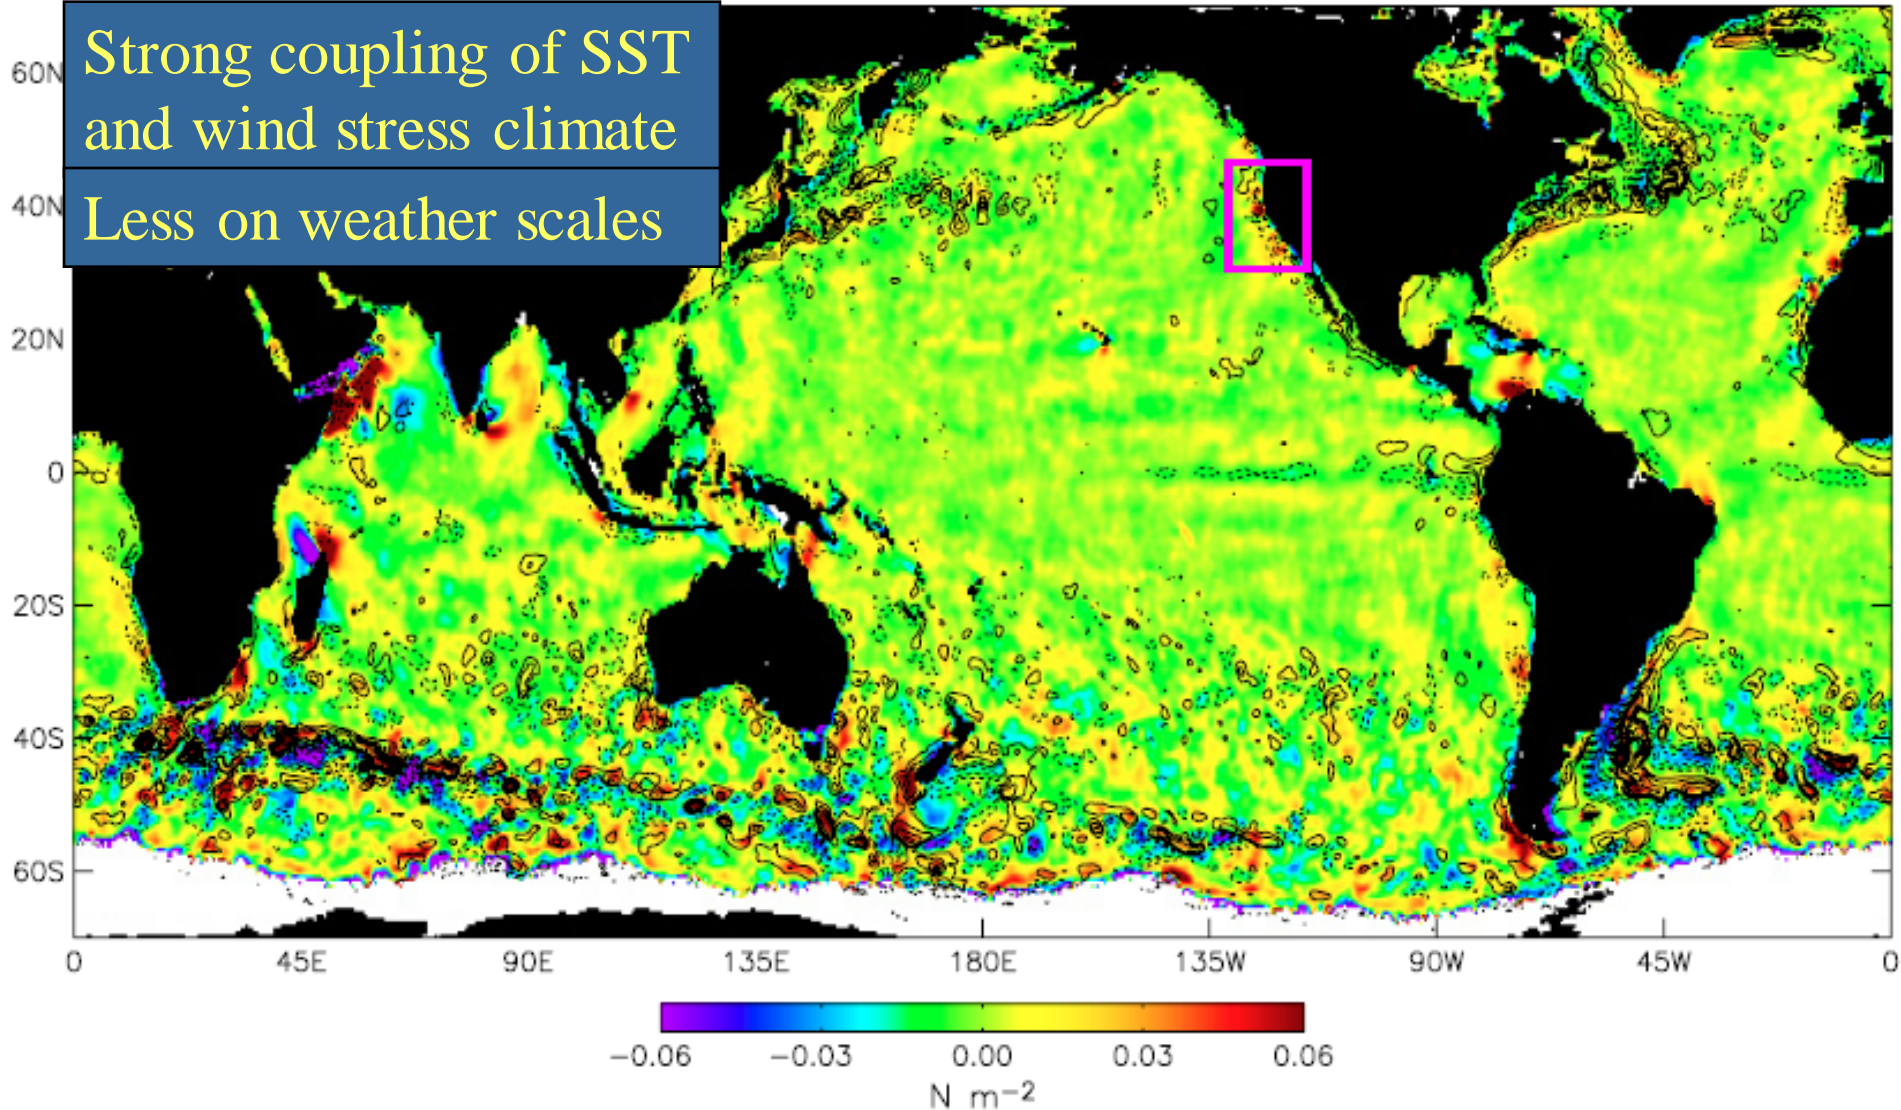 Strong coupling of SST
and wind stress climate
Less on weather scales
60N
40N
20N
0
20S
40S
60S
0 45E 90E 135E 180E 135W 90W 45W 0
−0.06 −0.03 0.00 0.03 0.06
N m−2